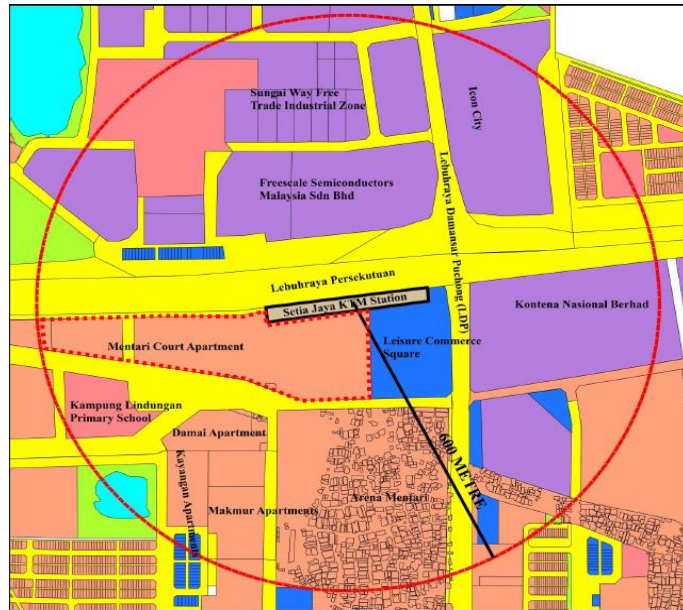 Sungai Way Free
Trade Industrial Zone
Icon City
Freescale Semiconductors
Malaysia Sdn Bhd
Lebuhraya Damansar Puchong (LDP)
Lebuhraya Persekutuan
Setia Jaya KTM Station
Kontena Nasional Berhad
Mentari Court Apartment
Leisure Commerce
Square
Kampung Lindungan
Primary School
Damai Apartment
Kayangan Apartments
Makmur Apartments
Arena Mentari
600 METRE